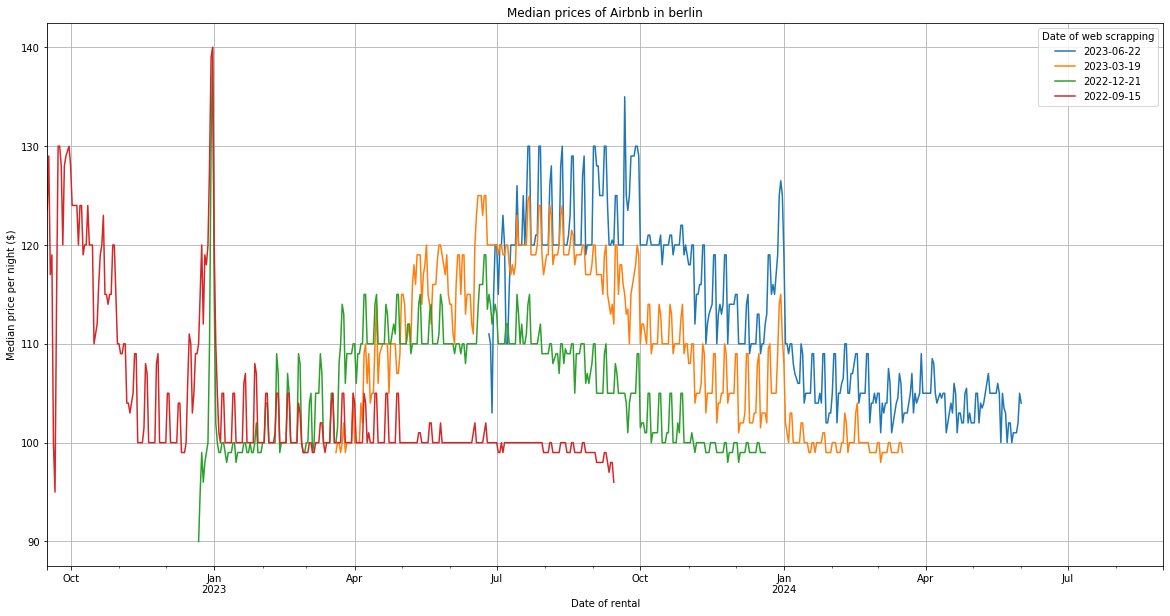 Median prices of Airbnb in berlin
Date of web scrapping
2023-06-22
2023-03-19
2022-12-21
2022-09-15
Median price per night ($)
140
130
120
110
100
90
Oct
Jan
2023
Apr
Jul
Oct
Jan
2024
Apr
Jul
Date of rental